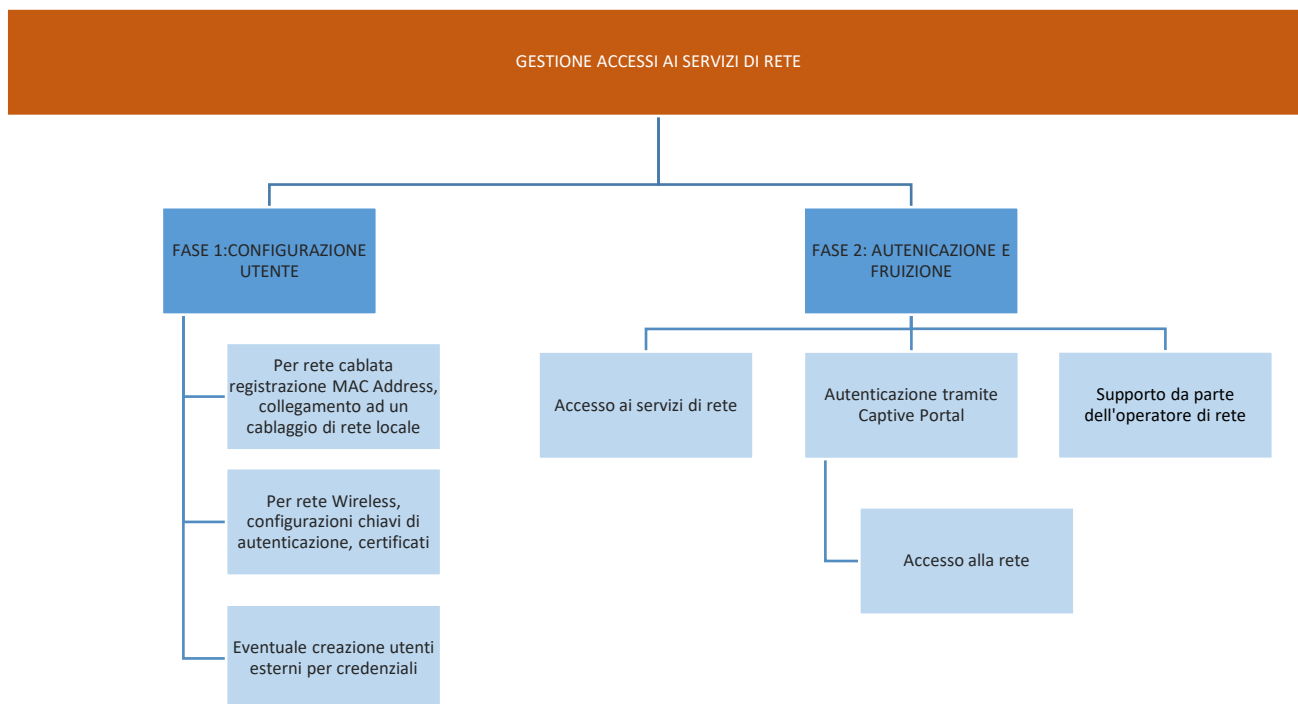 GESTIONE ACCESSI AI SERVIZI DI RETE
FASE 1:CONFIGURAZIONE
UTENTE
Per rete cablata
registrazione MAC Address,
collegamento ad un
cablaggio di rete locale
Per rete Wireless,
configurazioni chiavi di
autenticazione, certificati
Eventuale creazione utenti
esterni per credenziali
FASE 2: AUTENICAZIONE E
FRUIZIONE
Accesso ai servizi di rete
Autenticazione tramite
Captive Portal
Accesso alla rete
Supporto da parte
dell'operatore di rete